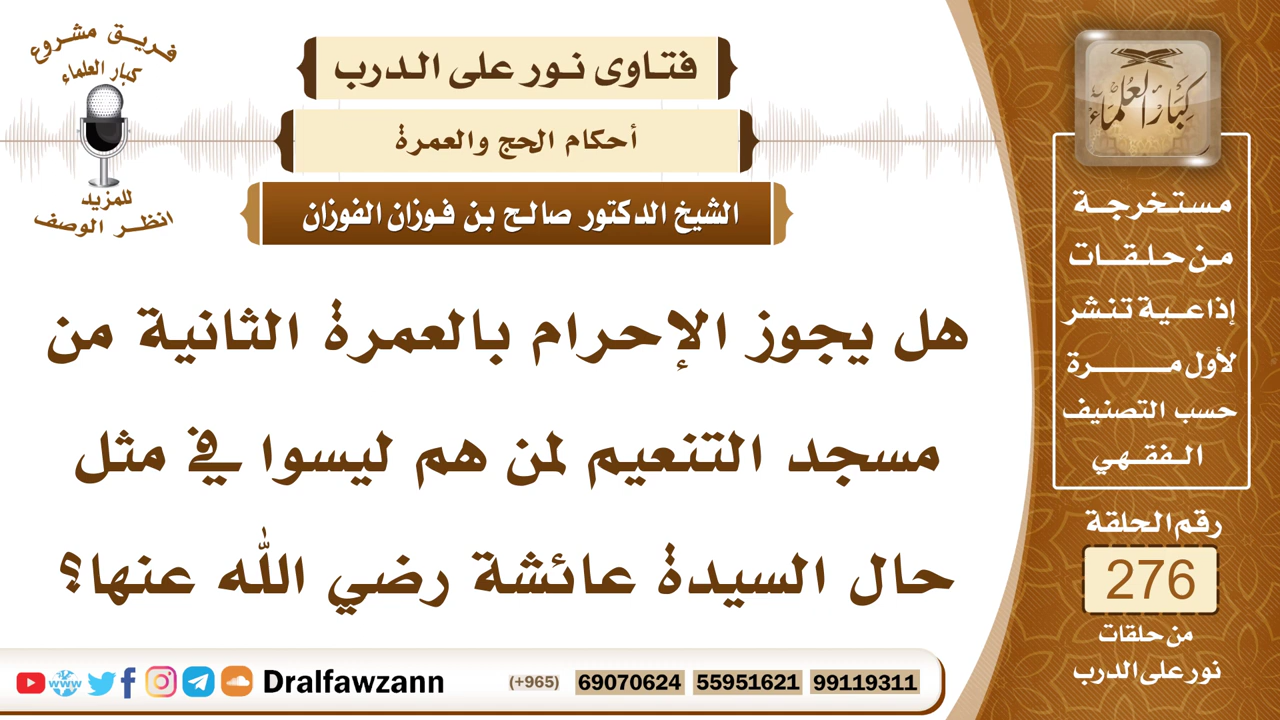 فريق مشروع
كبار العلماء
للمزيد
انظر الوصف
فتاوى نور على الدرب
أحكام الحج والعمرة
الشيخ الدكتور صالح بن فوزان الفوزان
هل يجوز الإحرام بالعمرة الثانية من
مسجد التنعيم لمن هم ليسوا في مثل
حال السيدة عائشة رضي الله عنها؟
كبار العلماء
مستخرجة
من حلقات
إذاعية تنشر
لأول مرة
حسب التصنيف
الفقهي
رقم الحلقة
276
من حلقات
نور على الدرب
www Dralfawzann (+965) 69070624 55951621 99119311